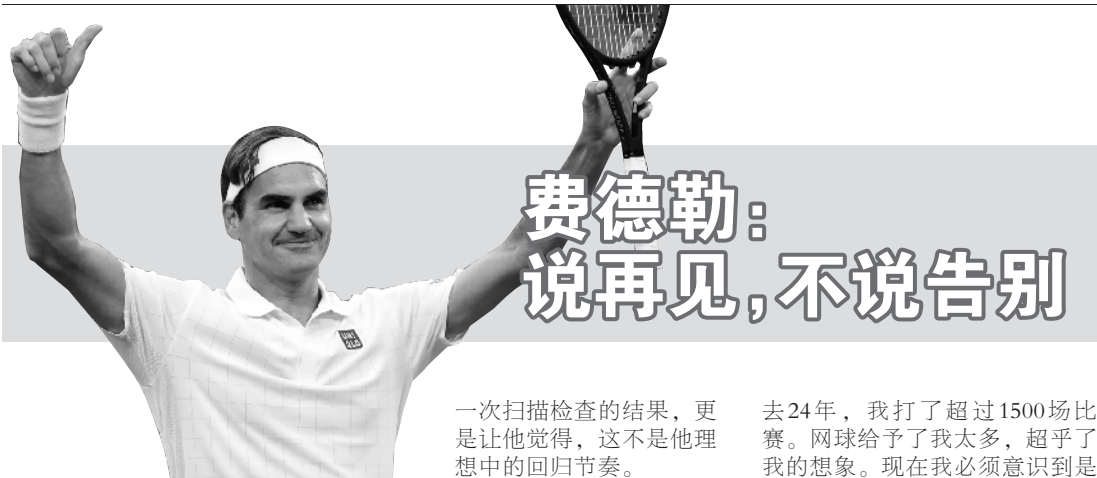 费德勒：
说再见，不说告别
一次扫描检查的结果，更
是让他觉得，这不是他理
想中的回归节奏。
去24年，我打了超过1500场比
赛。网球给予了我太多，超乎了
我的想象。现在我必须意识到是
UNI
QLO